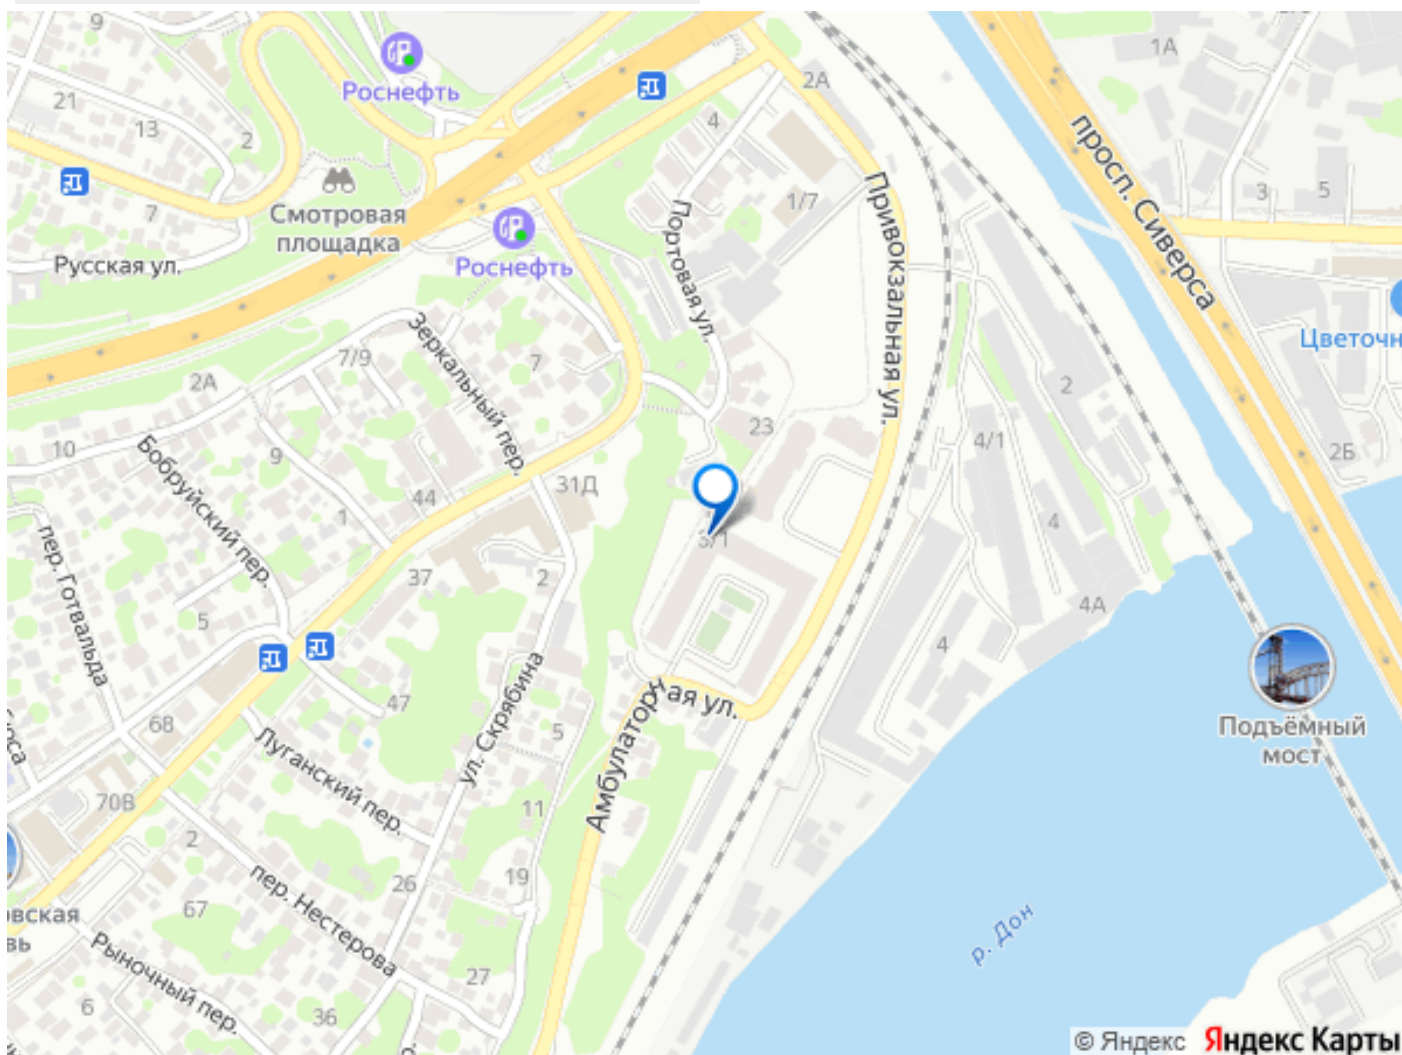 9
Роснефть
1А
2А
21
13
2
4
просп. Сиверса
Смотровая
площадка
7
Роснефть
1/7
3
5
Русская ул.
Портовая ул.
Привокзальная ул.
Цветочн
7/9
Зеркальный пер.
7
2А
2
10
Бобруйский пер.
9
23
4/1
2Б
44
31Д
1
3/1
4
пер. Готвальда
37
2
4А
5
4
47
68
ул. Скрябина
Амбулаторн
ая ул.
Подъёмный
мост
Луганский пер.
5
70В
11
2
26
19
пер. Нестерова
67
овская
вь
р. Дон
Рыночный пер.
27
6
36
© Яндекс Яндекс Карты